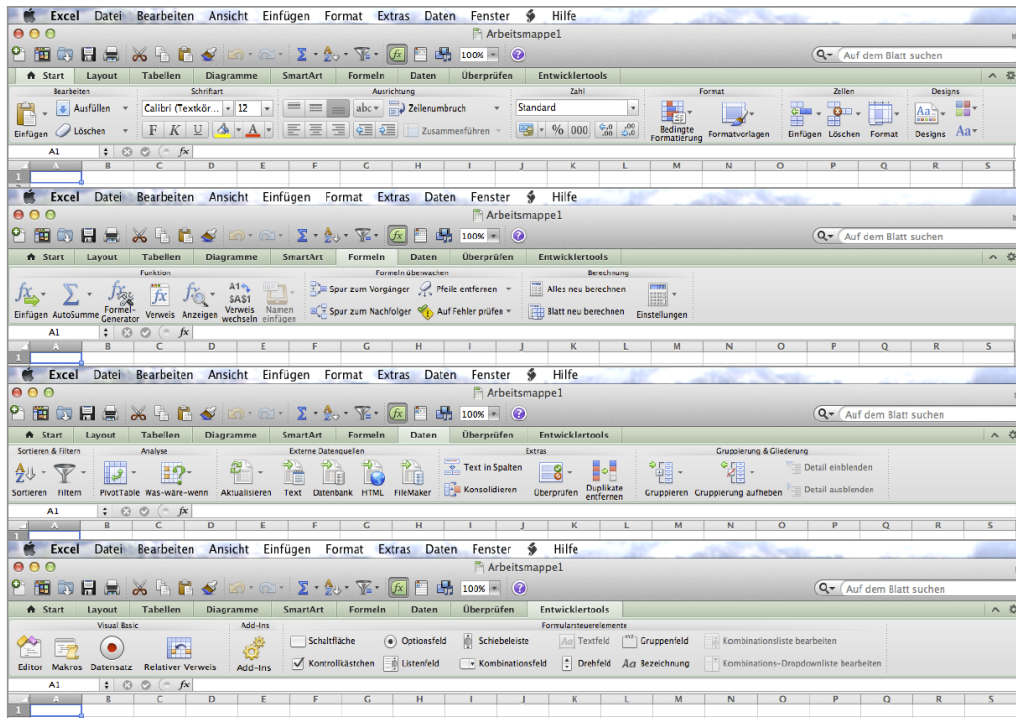 Excel Datei Bearbeiten Ansicht Einfügen Format Extras Daten Fenster Hilfe
Arbeitsmappe1
100% Auf dem Blatt suchen
Start Layout Tabellen Diagramme SmartArt Formeln Daten Überprüfen Entwicklertools
Bearbeiten Schriftart Ausrichtung Zahl Format Zellen Designs
Ausfüllen Calibri (Textkör... 12 abc Zeilenumbruch Standard Aa
Einfügen Löschen F K U A Zusammenführen % 000 Bedingte Formatierung Formatvorlagen Einfügen Löschen Format Designs Aa
A1 fx
A B C D E F G H I J K L M N O P Q R S
1
Excel Datei Bearbeiten Ansicht Einfügen Format Extras Daten Fenster Hilfe
Arbeitsmappe1
100% Auf dem Blatt suchen
Start Layout Tabellen Diagramme SmartArt Formeln Daten Überprüfen Entwicklertools
Funktion Formeln überwachen Berechnung
A1 $A$1 Spur zum Vorgänger Pfeile entfernen Alles neu berechnen
Einfügen AutoSumme Formel-Generator Verweis Anzeigen Verweis wechseln Namen einfügen Spur zum Nachfolger Auf Fehler prüfen Blatt neu berechnen Einstellungen
A1 fx
A B C D E F G H I J K L M N O P Q R S
1
Excel Datei Bearbeiten Ansicht Einfügen Format Extras Daten Fenster Hilfe
Arbeitsmappe1
100% Auf dem Blatt suchen
Start Layout Tabellen Diagramme SmartArt Formeln Daten Überprüfen Entwicklertools
Sortieren & Filtern Analyse Externe Datenquellen Extras Gruppierung & Gliederung
Text in Spalten Detail einblenden
Sortieren Filtern PivotTable Was-wäre-wenn Aktualisieren Text Datenbank HTML FileMaker Konsolidieren Überprüfen Duplikate entfernen Gruppieren Gruppierung aufheben Detail ausblenden
A1 fx
A B C D E F G H I J K L M N O P Q R S
1
Excel Datei Bearbeiten Ansicht Einfügen Format Extras Daten Fenster Hilfe
Arbeitsmappe1
100% Auf dem Blatt suchen
Start Layout Tabellen Diagramme SmartArt Formeln Daten Überprüfen Entwicklertools
Visual Basic Add-Ins Formularsteuerelemente
Schaltfläche Optionsfeld Schiebeleiste Aa Textfeld Gruppenfeld Kombinationsliste bearbeiten
Editor Makros Datensatz Relativer Verweis Add-Ins Kontrollkästchen Listenfeld Kombinationsfeld Drehfeld Aa Bezeichnung Kombinations-Dropdownliste bearbeiten
A1 fx
A B C D E F G H I J K L M N O P Q R S
1